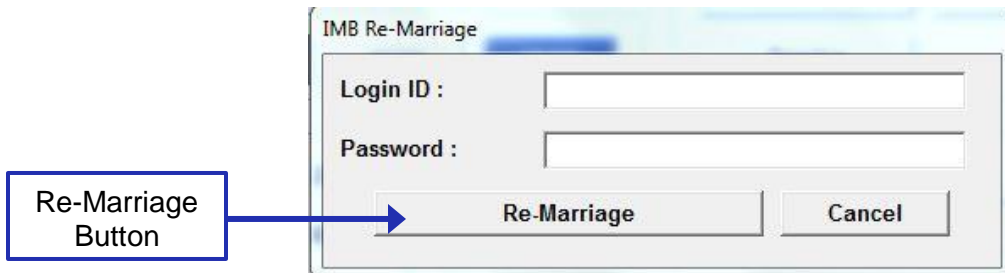 IMB Re-Marriage
Login ID :
Password :
Re-Marriage
Button
Re-Marriage
Cancel